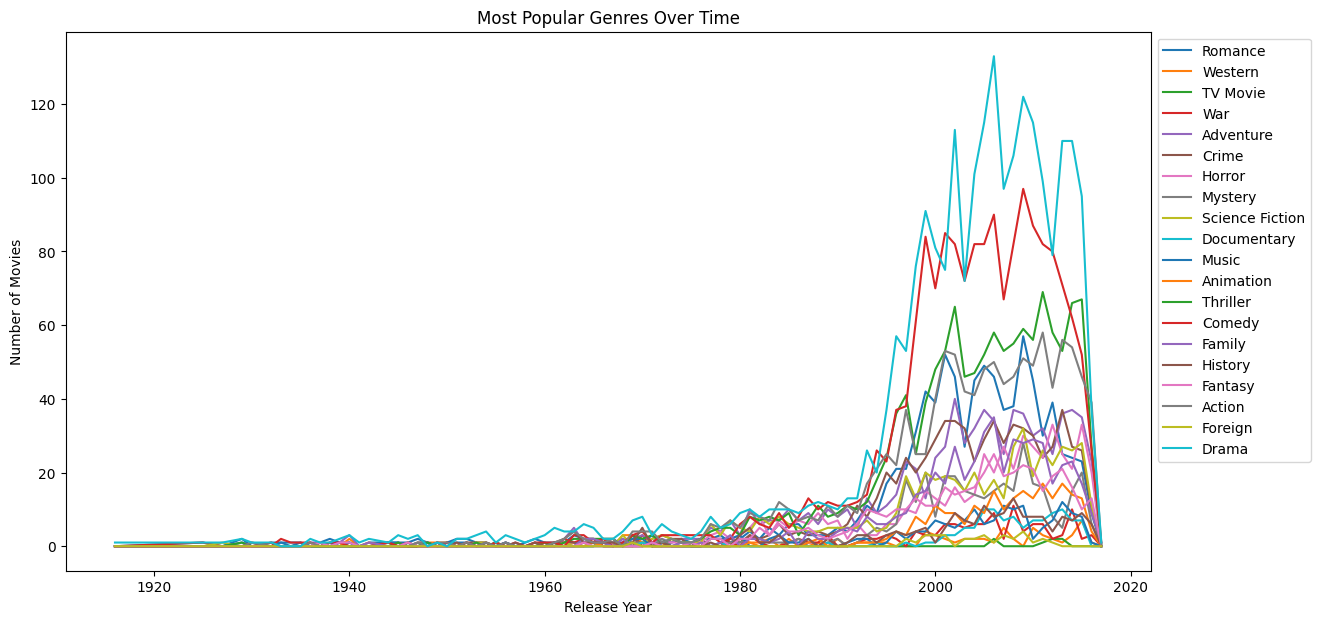 Most Popular Genres Over Time
Number of Movies
120
100
80
60
40
20
0
1920
1940
1960
1980
2000
2020
Release Year
Romance
Western
TV Movie
War
Adventure
Crime
Horror
Mystery
Science Fiction
Documentary
Music
Animation
Thriller
Comedy
Family
History
Fantasy
Action
Foreign
Drama